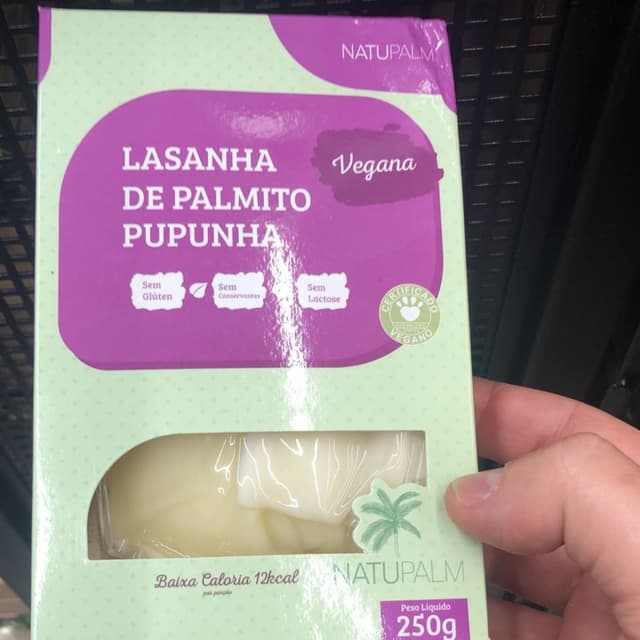 NATUPALM
LASANHA
DE PALMITO
PUPUNHA
Vegana
Sem
Glúten
Sem
Conservantes
Sem
Lactose
CERTIFICADO
VEGANO
Baixa Caloria 12kcal
por porção
NATUPALM
Peso Líquido
250g